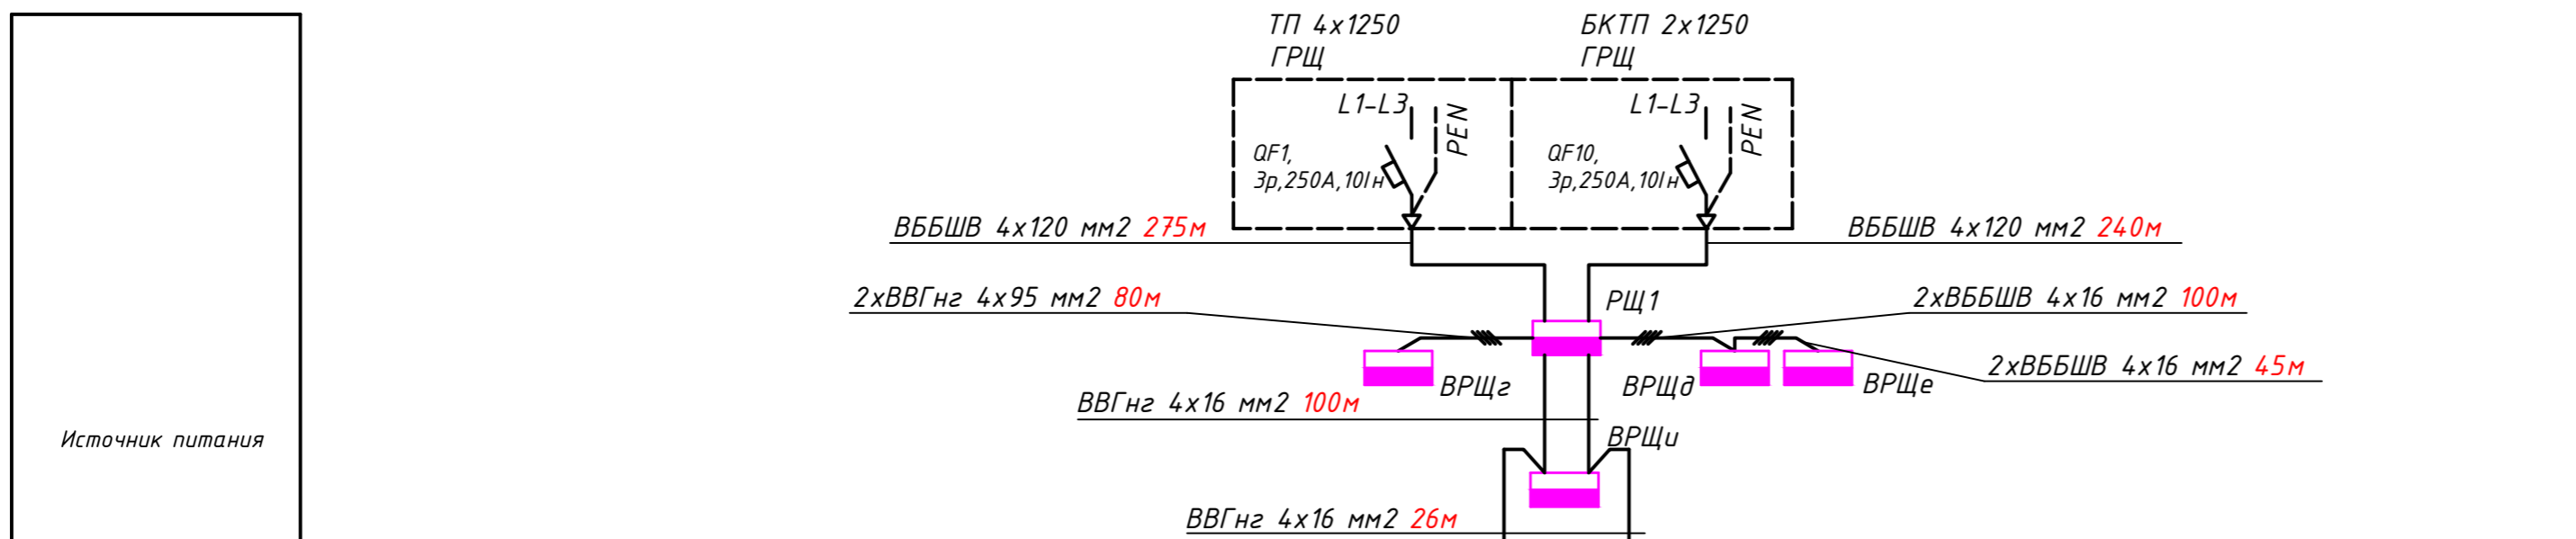 ТП 4х1250
ГРЩ
БКТП 2х1250
ГРЩ
L1-L3
PEN
L1-L3
PEN
QF1,
3р,250А,10Iн
QF10,
3р,250А,10Iн
ВББШВ 4х120 мм2 275м
ВББШВ 4х120 мм2 240м
2хВВГнг 4х95 мм2 80м
РЩ1
2хВББШВ 4х16 мм2 100м
2хВББШВ 4х16 мм2 45м
ВРЩг
ВРЩд
ВРЩе
ВВГнг 4х16 мм2 100м
Источник питания
ВРЩи
ВВГнг 4х16 мм2 26м